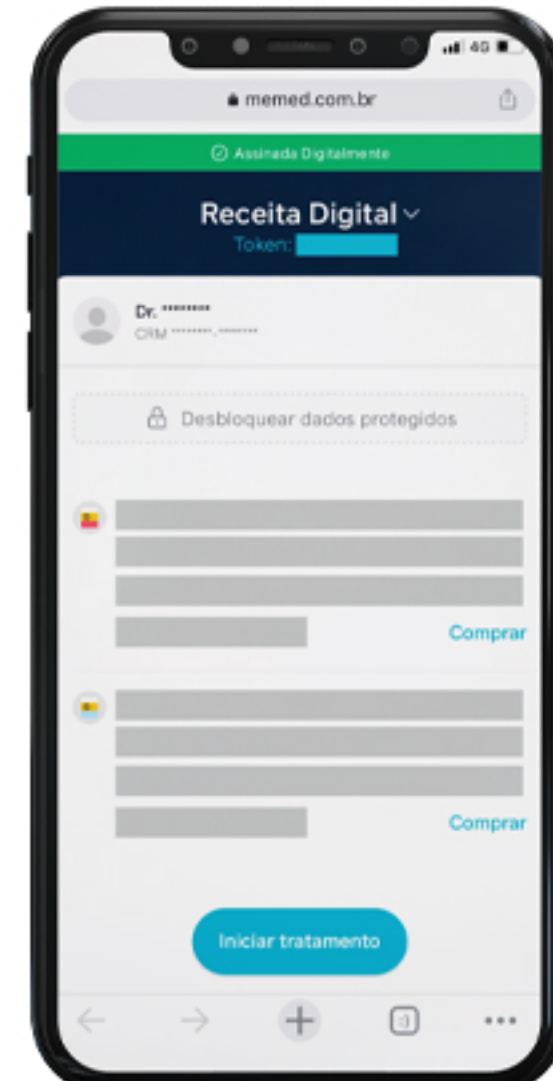 4G
memed.com.br
Assinada Digitalmente
Receita Digital
Token:
Dr. ********
CRM ********-********
Desbloquear dados protegidos
Comprar
Comprar
Iniciar tratamento
:)